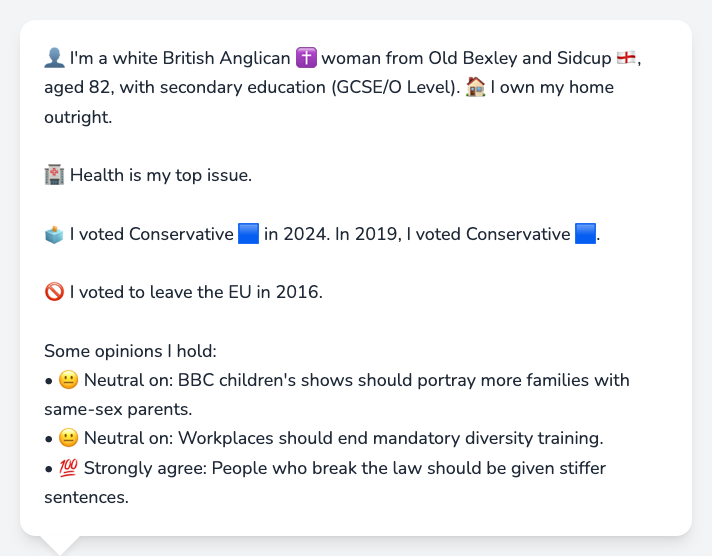 👤 I'm a white British Anglican ✝️ woman from Old Bexley and Sidcup 🏴󠁧󠁢󠁥󠁮󠁧󠁿,
aged 82, with secondary education (GCSE/O Level). 🏠 I own my home
outright.
🏥 Health is my top issue.
🗳️ I voted Conservative 🟦 in 2024. In 2019, I voted Conservative 🟦.
🚫 I voted to leave the EU in 2016.
Some opinions I hold:
• 😐 Neutral on: BBC children's shows should portray more families with
same-sex parents.
• 😐 Neutral on: Workplaces should end mandatory diversity training.
• 💯 Strongly agree: People who break the law should be given stiffer
sentences.